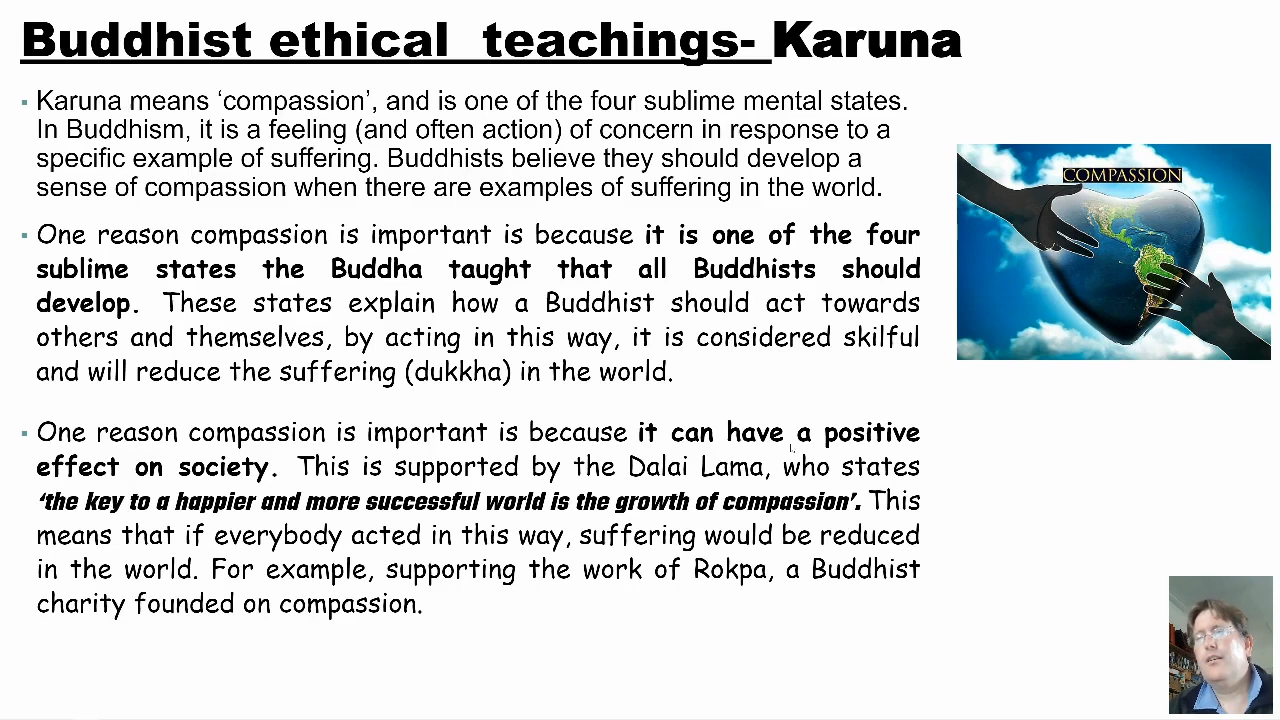 Buddhist ethical teachings- Karuna
▪ Karuna means ‘compassion’, and is one of the four sublime mental states.
In Buddhism, it is a feeling (and often action) of concern in response to a
specific example of suffering. Buddhists believe they should develop a
sense of compassion when there are examples of suffering in the world.
COMPASSION
▪ One reason compassion is important is because it is one of the four
sublime states the Buddha taught that all Buddhists should
develop. These states explain how a Buddhist should act towards
others and themselves, by acting in this way, it is considered skilful
and will reduce the suffering (dukkha) in the world.
▪ One reason compassion is important is because it can have a positive
effect on society. This is supported by the Dalai Lama, who states
‘the key to a happier and more successful world is the growth of compassion’. This
means that if everybody acted in this way, suffering would be reduced
in the world. For example, supporting the work of Rokpa, a Buddhist
charity founded on compassion.